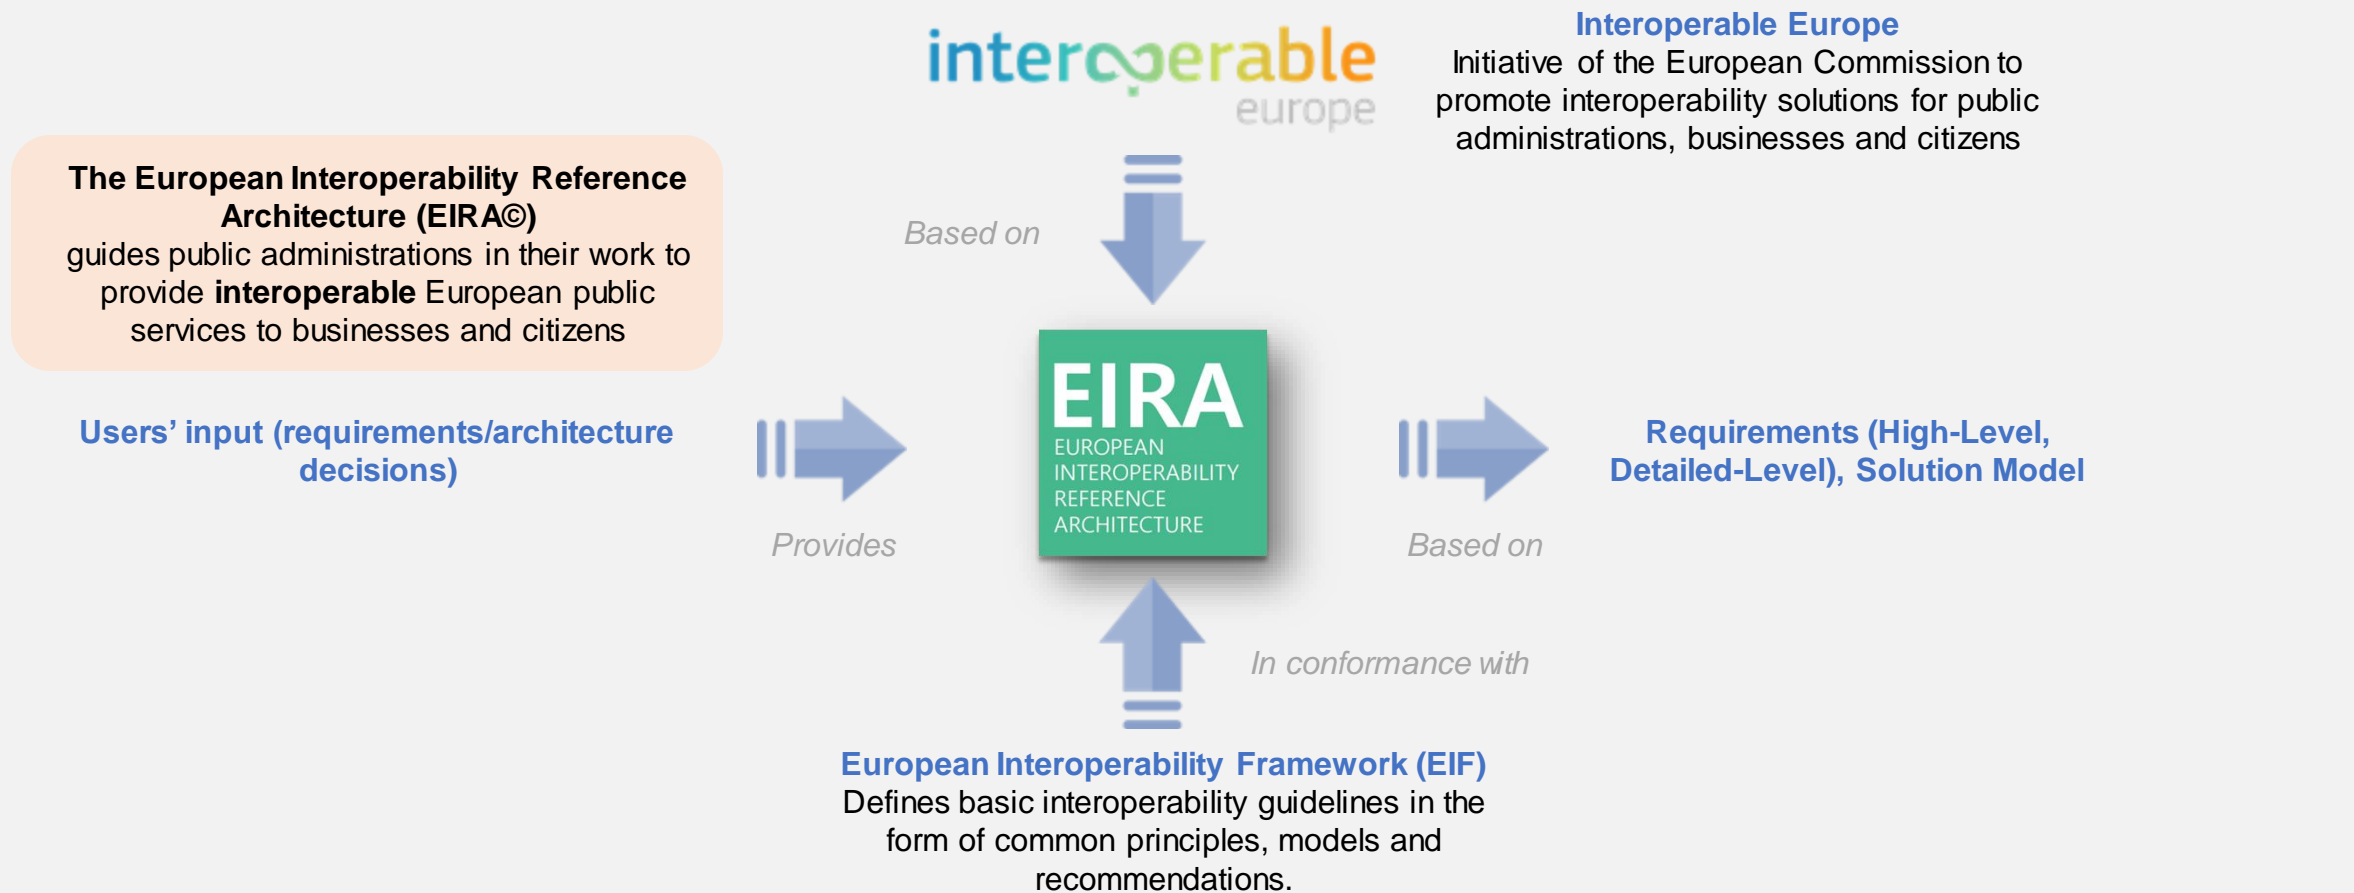 interoperable
europe
Interoperable Europe
Initiative of the European Commission to
promote interoperability solutions for public
administrations, businesses and citizens
The European Interoperability Reference
Architecture (EIRA©)
guides public administrations in their work to
provide interoperable European public
services to businesses and citizens
Based on
Users’ input (requirements/architecture
decisions)
Provides
EIRA
EUROPEAN
INTEROPERABILITY
REFERENCE
ARCHITECTURE
Based on
Requirements (High-Level,
Detailed-Level), Solution Model
In conformance with
European Interoperability Framework (EIF)
Defines basic interoperability guidelines in the
form of common principles, models and
recommendations.